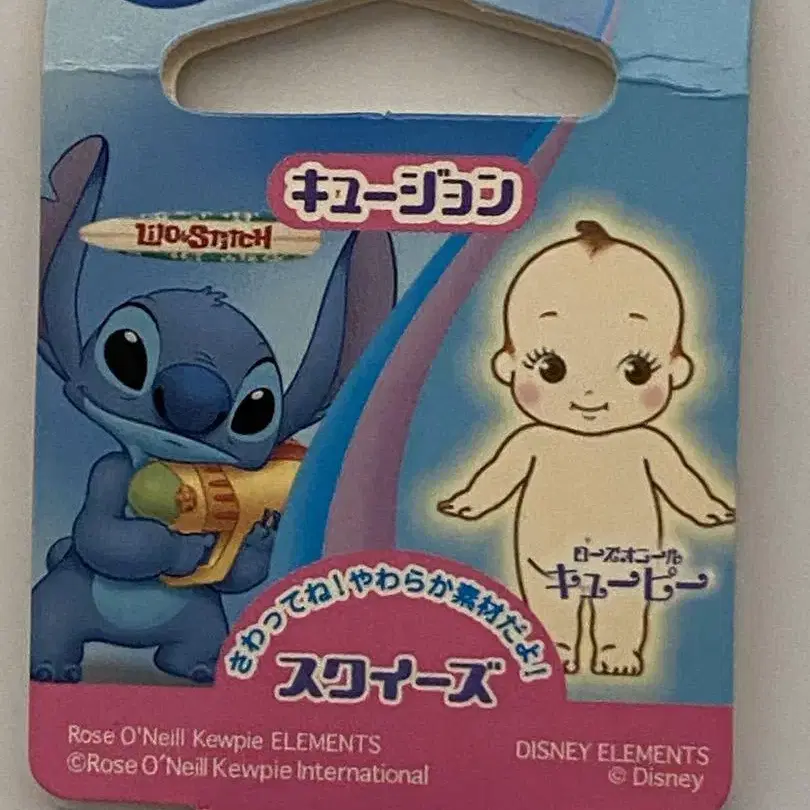 キュージョン
LILO & STITCH
ローズオニール
キューピー
さわってね!やわらか素材だよ!
スクイーズ
Rose O'Neill Kewpie ELEMENTS
©Rose O'Neill Kewpie International
DISNEY ELEMENTS
© Disney